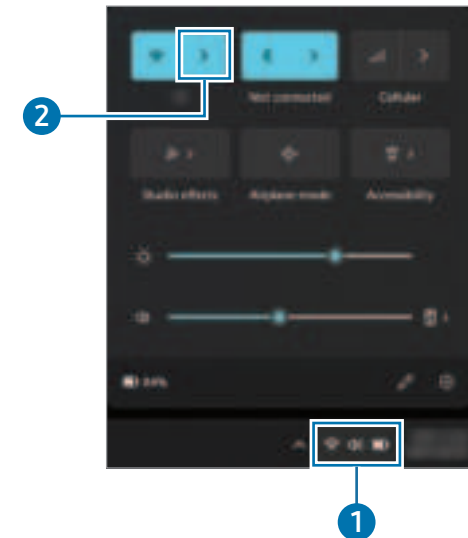 2
Not connected
Cellular
Studio effects
Airplane mode
Accessibility
1